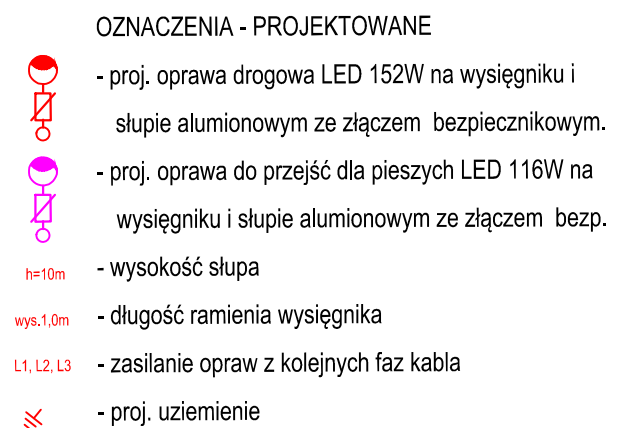 OZNACZENIA - PROJEKTOWANE
- proj. oprawa drogowa LED 152W na wysięgniku i
słupie alumionowym ze złączem bezpiecznikowym.
- proj. oprawa do przejść dla pieszych LED 116W na
wysięgniku i słupie alumionowym ze złączem bezp.
h=10m - wysokość słupa
wys.1,0m - długość ramienia wysięgnika
L1, L2, L3 - zasilanie opraw z kolejnych faz kabla
- proj. uziemienie